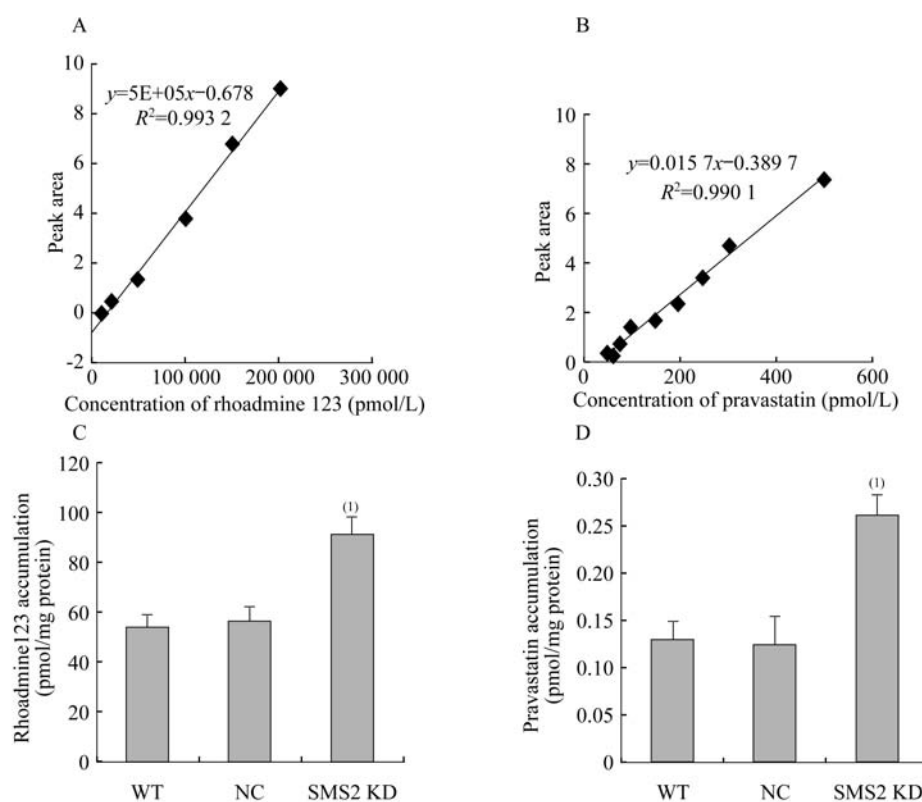 A
10
8
6
4
2
0
-2
Peak area
y=5E+05x−0.678
R²=0.993 2
0
100 000
200 000
300 000
Concentration of rhoadmine 123 (pmol/L)
B
10
8
6
4
2
0
Peak area
y=0.015 7x−0.389 7
R²=0.990 1
0
200
400
600
Concentration of pravastatin (pmol/L)
C
120
100
80
60
40
20
0
Rhoadmine123 accumulation
(pmol/mg protein)
(1)
WT
NC
SMS2 KD
D
0.30
0.25
0.20
0.15
0.10
0.05
0
Pravastatin accumulation
(pmol/mg protein)
(1)
WT
NC
SMS2 KD